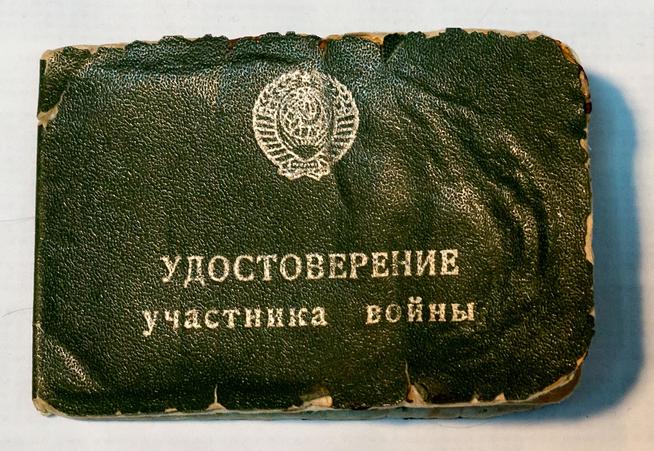 УДОСТОВЕРЕНИЕ
участника войны